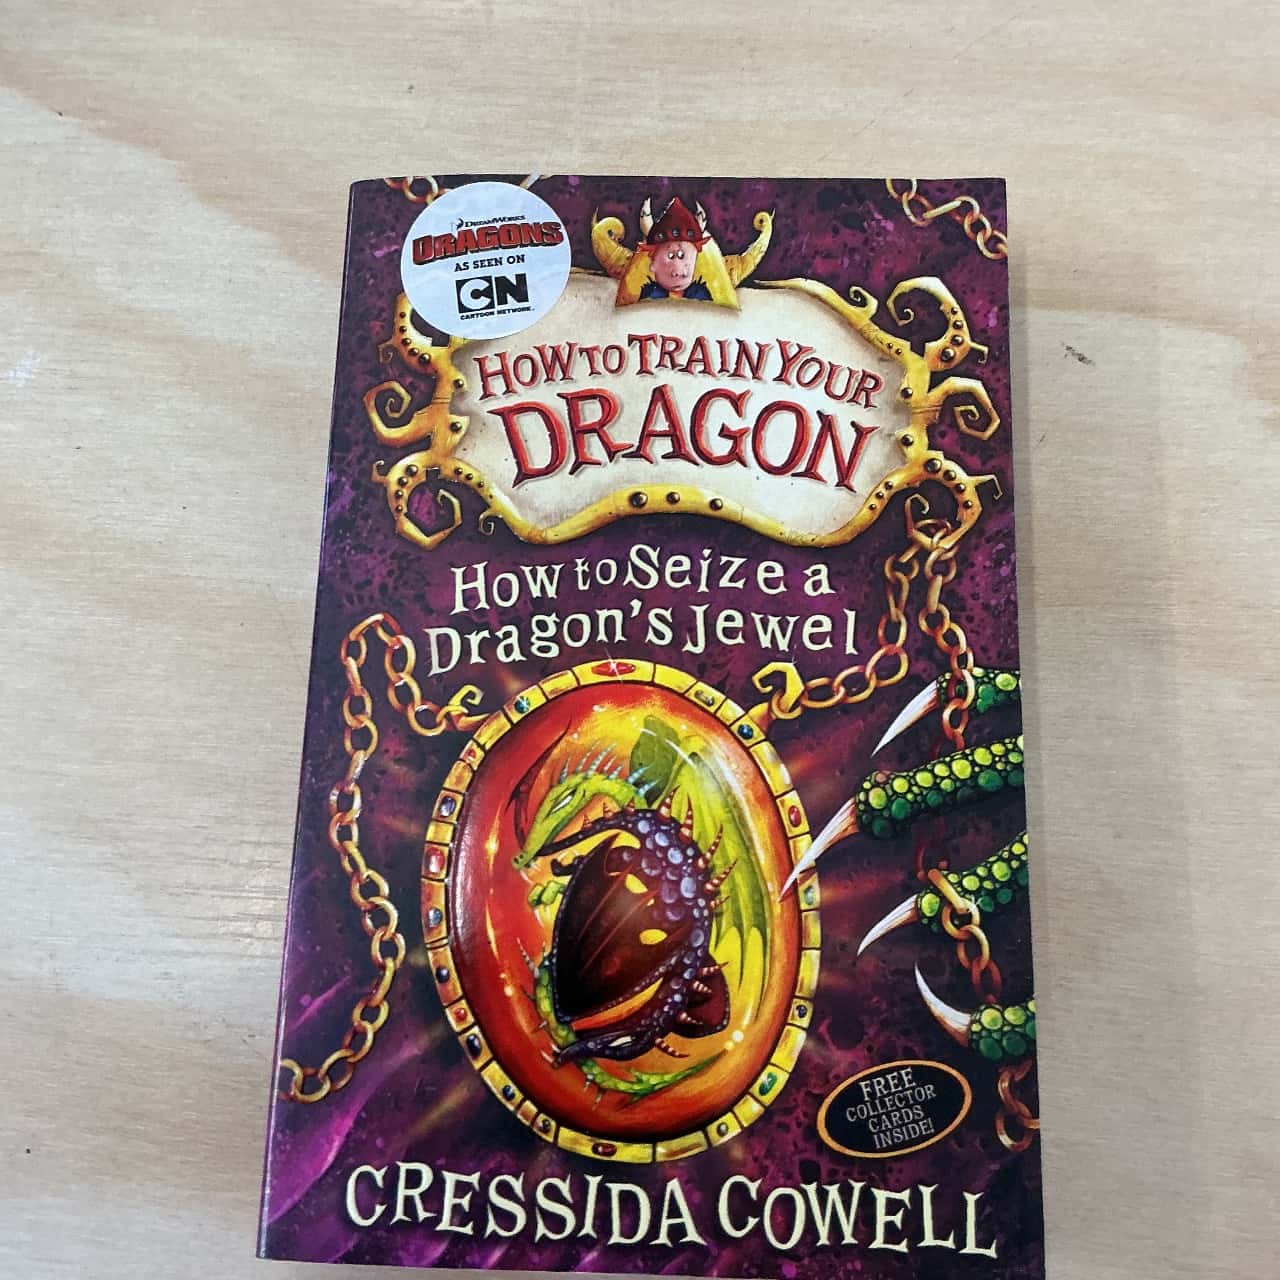 DREAMWORKS
DRAGONS
AS SEEN ON
CN
CARTOON NETWORK
HOW TO TRAIN YOUR
DRAGON
How to Seize a
Dragon's Jewel
FREE
COLLECTOR
CARDS
INSIDE!
CRESSIDA COWELL